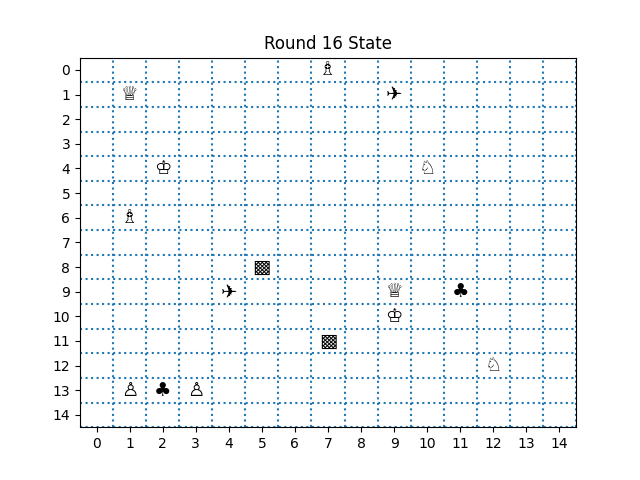 Round 16 State
0 ♗
1 ♕ ✈
2
3
4 ♔ ♘
5
6 ♗
7
8 ▩
9 ✈ ♕ ♣
10 ♔
11 ▩
12 ♘
13 ♙ ♣ ♙
14
0 1 2 3 4 5 6 7 8 9 10 11 12 13 14